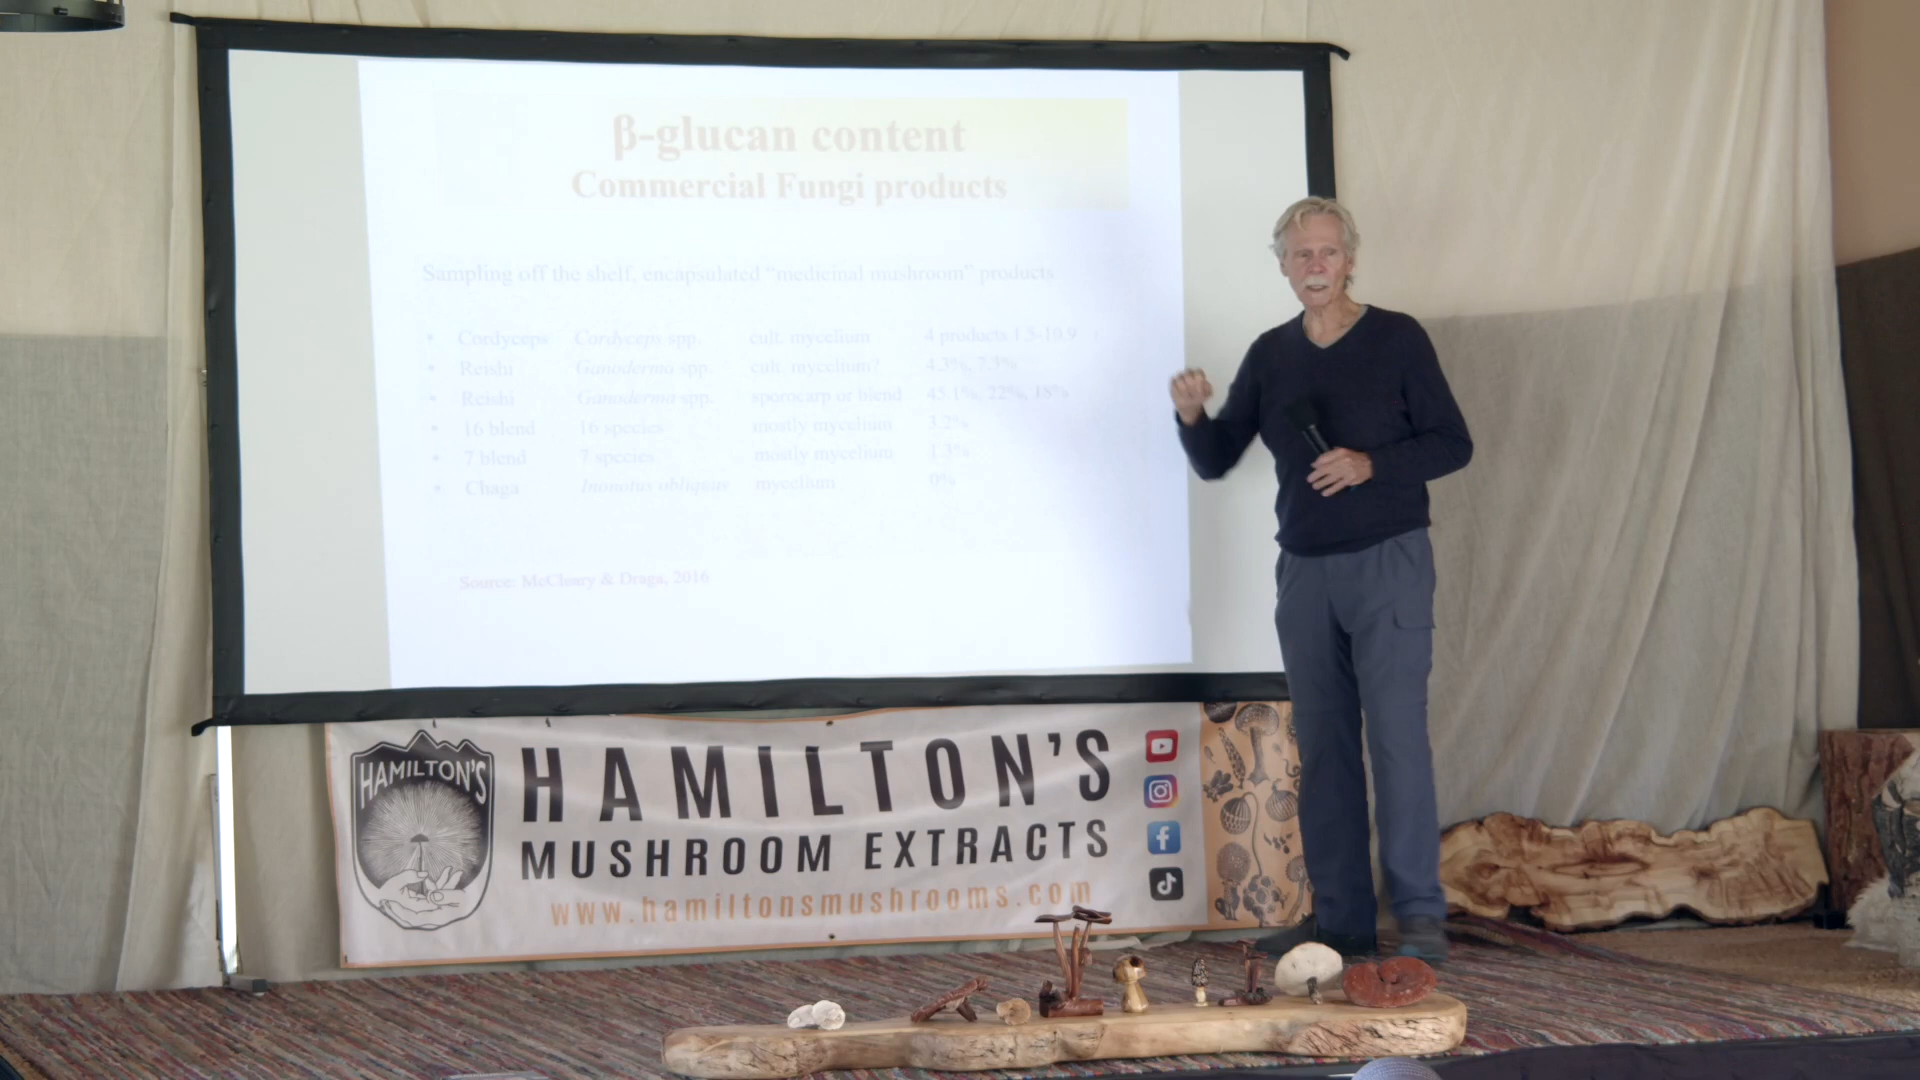 β-glucan content
Commercial Fungi products
Sampling off the shelf, encapsulated “medicinal mushroom” products
• Cordyceps Cordyceps spp. cult. mycelium 4 products 1.5-10.9
• Reishi Ganoderma spp. cult. mycelium? 4.3%, 7.3%
• Reishi Ganoderma spp. sporocarp or blend 45.1%, 22%, 18%
• 16 blend 16 species mostly mycelium 3.2%
• 7 blend 7 species mostly mycelium 1.3%
• Chaga Inonotus obliquus mycelium 0%
Source: McCleary & Draga, 2016
HAMILTON'S
HAMILTON'S
MUSHROOM EXTRACTS
www.hamiltonsmushrooms.com